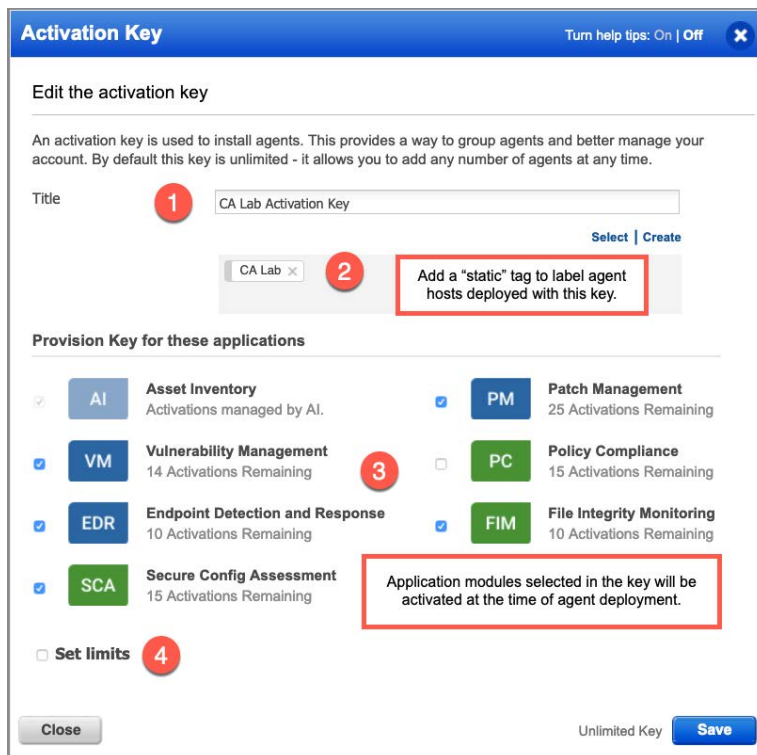 Activation Key
Turn help tips: On | Off
Edit the activation key
An activation key is used to install agents. This provides a way to group agents and better manage your
account. By default this key is unlimited - it allows you to add any number of agents at any time.
Title
1
CA Lab Activation Key
Select | Create
CA Lab
2
Add a “static” tag to label agent
hosts deployed with this key.
Provision Key for these applications
AI
Asset Inventory
Activations managed by AI.
PM
Patch Management
25 Activations Remaining
VM
Vulnerability Management
14 Activations Remaining
3
PC
Policy Compliance
15 Activations Remaining
EDR
Endpoint Detection and Response
10 Activations Remaining
FIM
File Integrity Monitoring
10 Activations Remaining
SCA
Secure Config Assessment
15 Activations Remaining
Application modules selected in the key will be
activated at the time of agent deployment.
Set limits
4
Close
Unlimited Key
Save